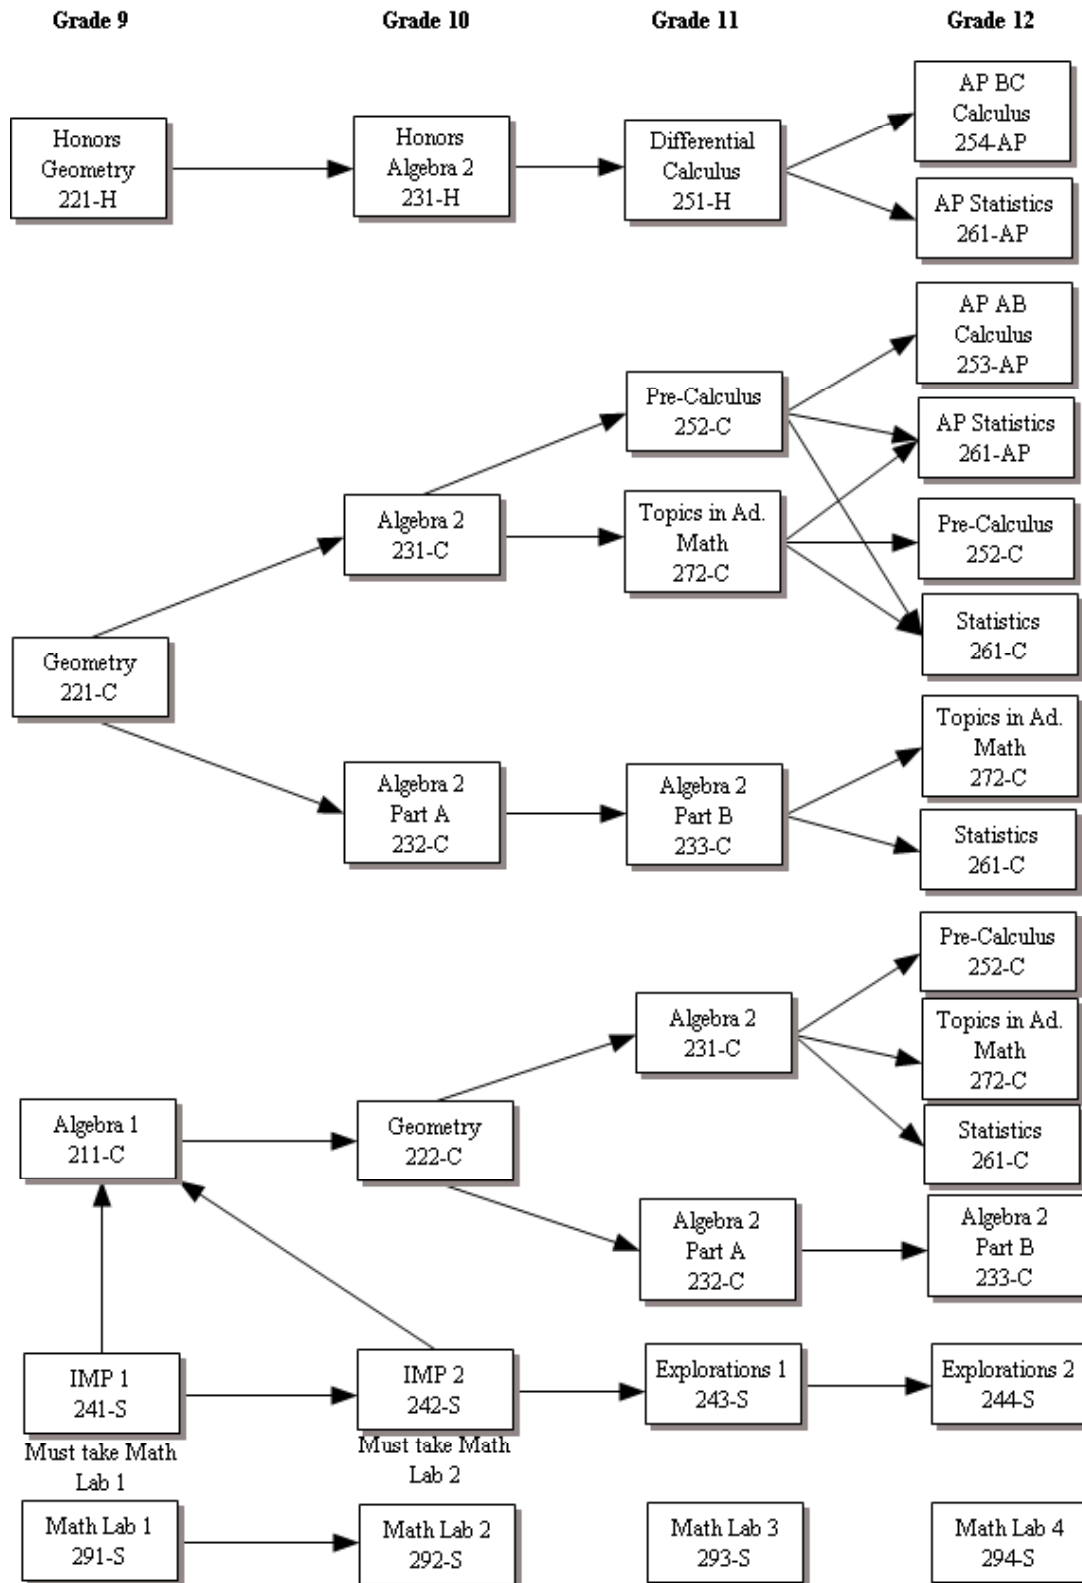 Grade 9
Grade 10
Grade 11
Grade 12
Honors
Geometry
221-H
Honors
Algebra 2
231-H
Differential
Calculus
251-H
AP BC
Calculus
254-AP
AP Statistics
261-AP
AP AB
Calculus
253-AP
Pre-Calculus
252-C
AP Statistics
261-AP
Algebra 2
231-C
Topics in Ad.
Math
272-C
Pre-Calculus
252-C
Statistics
261-C
Geometry
221-C
Topics in Ad.
Math
272-C
Algebra 2
Part A
232-C
Algebra 2
Part B
233-C
Statistics
261-C
Pre-Calculus
252-C
Algebra 2
231-C
Topics in Ad.
Math
272-C
Algebra 1
211-C
Geometry
222-C
Statistics
261-C
Algebra 2
Part A
232-C
Algebra 2
Part B
233-C
IMP 1
241-S
Must take Math
Lab 1
IMP 2
242-S
Must take Math
Lab 2
Explorations 1
243-S
Explorations 2
244-S
Math Lab 1
291-S
Math Lab 2
292-S
Math Lab 3
293-S
Math Lab 4
294-S